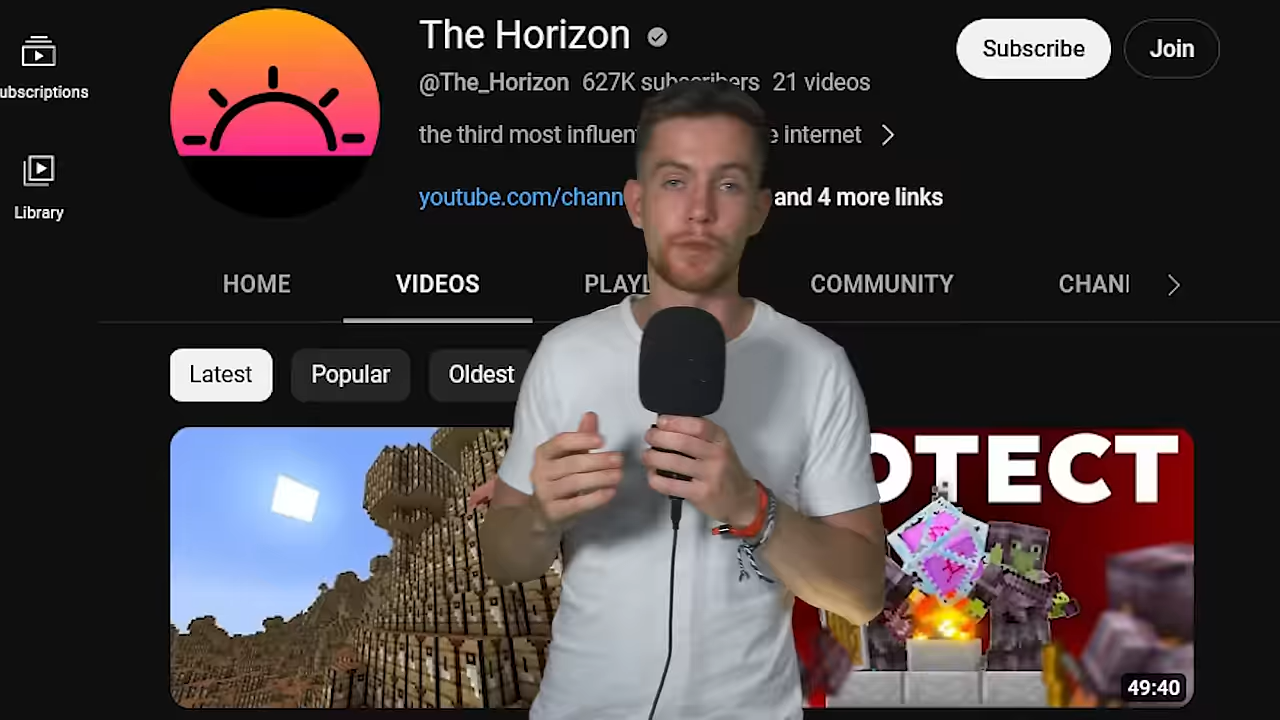 The Horizon
Subscribe
Join
@The_Horizon 627K subscribers 21 videos
ubscriptions
the third most influen e internet
youtube.com/chann and 4 more links
Library
HOME
VIDEOS
PLAYL
COMMUNITY
CHANI
Latest
Popular
Oldest
OTECT
49:40